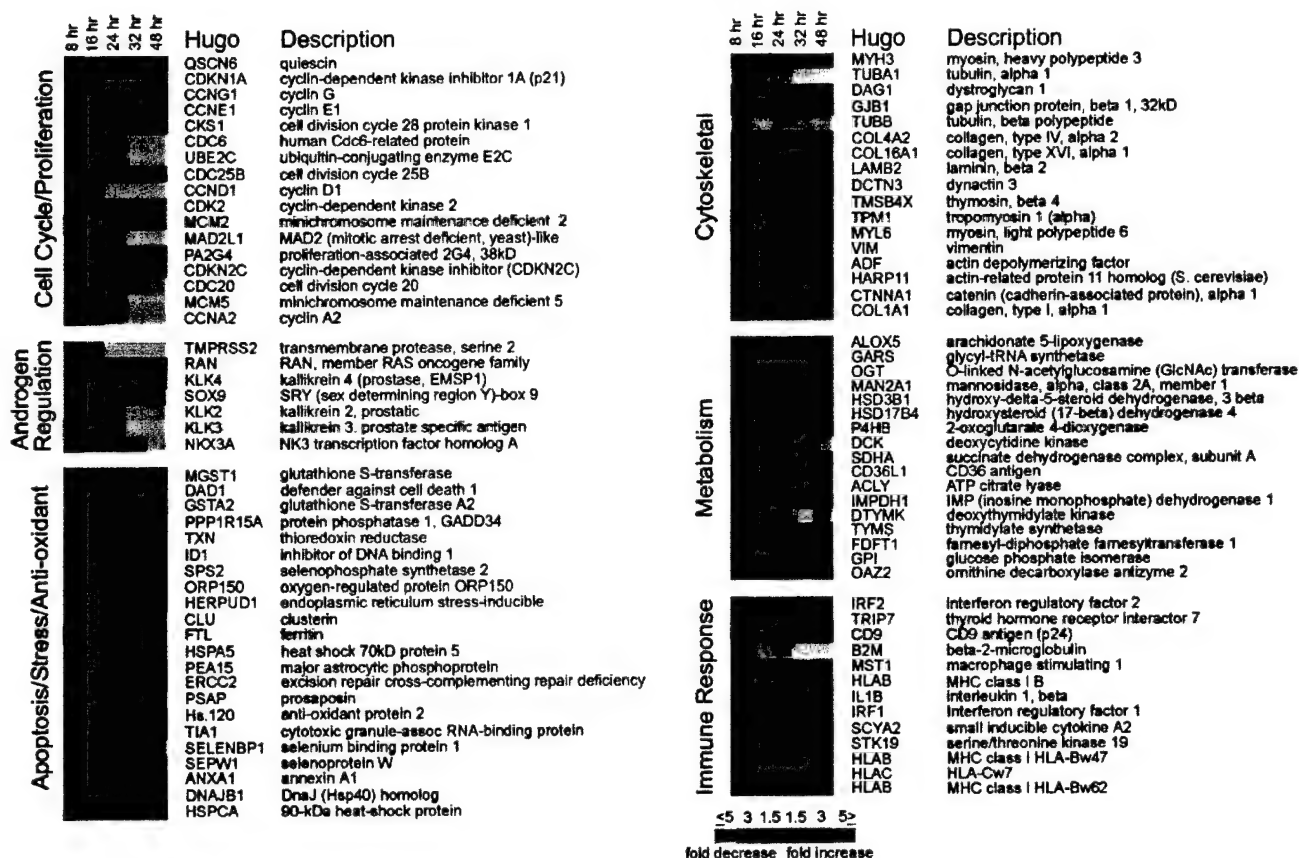 8 hr 16 hr 24 hr 32 hr 48 hr Hugo Description
Cell Cycle/Proliferation
QSCN6 quiescin
CDKN1A cyclin-dependent kinase inhibitor 1A (p21)
CCNG1 cyclin G
CCNE1 cyclin E1
CKS1 cell division cycle 28 protein kinase 1
CDC6 human Cdc6-related protein
UBE2C ubiquitin-conjugating enzyme E2C
CDC25B cell division cycle 25B
CCND1 cyclin D1
CDK2 cyclin-dependent kinase 2
MCM2 minichromosome maintenance deficient 2
MAD2L1 MAD2 (mitotic arrest deficient, yeast)-like
PA2G4 proliferation-associated 2G4, 38kD
CDKN2C cyclin-dependent kinase inhibitor (CDKN2C)
CDC20 cell division cycle 20
MCM5 minichromosome maintenance deficient 5
CCNA2 cyclin A2
Androgen
Regulation
TMPRSS2 transmembrane protease, serine 2
RAN RAN, member RAS oncogene family
KLK4 kallikrein 4 (prostase, EMSP1)
SOX9 SRY (sex determining region Y)-box 9
KLK2 kallikrein 2, prostatic
KLK3 kallikrein 3. prostate specific antigen
NKX3A NK3 transcription factor homolog A
Apoptosis/Stress/Anti-oxidant
MGST1 glutathione S-transferase
DAD1 defender against cell death 1
GSTA2 glutathione S-transferase A2
PPP1R15A protein phosphatase 1, GADD34
TXN thioredoxin reductase
ID1 inhibitor of DNA binding 1
SPS2 selenophosphate synthetase 2
ORP150 oxygen-regulated protein ORP150
HERPUD1 endoplasmic reticulum stress-inducible
CLU clusterin
FTL ferritin
HSPA5 heat shock 70kD protein 5
PEA15 major astrocytic phosphoprotein
ERCC2 excision repair cross-complementing repair deficiency
PSAP prosaposin
Hs.120 anti-oxidant protein 2
TIA1 cytotoxic granule-assoc RNA-binding protein
SELENBP1 selenium binding protein 1
SEPW1 selenoprotein W
ANXA1 annexin A1
DNAJB1 DnaJ (Hsp40) homolog
HSPCA 90-kDa heat-shock protein
8 hr 16 hr 24 hr 32 hr 48 hr Hugo Description
Cytoskeletal
MYH3 myosin, heavy polypeptide 3
TUBA1 tubulin, alpha 1
DAG1 dystroglycan 1
GJB1 gap junction protein, beta 1, 32kD
TUBB tubulin, beta polypeptide
COL4A2 collagen, type IV, alpha 2
COL16A1 collagen, type XVI, alpha 1
LAMB2 laminin, beta 2
DCTN3 dynactin 3
TMSB4X thymosin, beta 4
TPM1 tropomyosin 1 (alpha)
MYL6 myosin, light polypeptide 6
VIM vimentin
ADF actin depolymerizing factor
HARP11 actin-related protein 11 homolog (S. cerevisiae)
CTNNA1 catenin (cadherin-associated protein), alpha 1
COL1A1 collagen, type I, alpha 1
Metabolism
ALOX5 arachidonate 5-lipoxygenase
GARS glycyl-tRNA synthetase
OGT O-linked N-acetylglucosamine (GlcNAc) transferase
MAN2A1 mannosidase, alpha, class 2A, member 1
HSD3B1 hydroxy-delta-5-steroid dehydrogenase, 3 beta
HSD17B4 hydroxysteroid (17-beta) dehydrogenase 4
P4HB 2-oxoglutarate 4-dioxygenase
DCK deoxycytidine kinase
SDHA succinate dehydrogenase complex, subunit A
CD36L1 CD36 antigen
ACLY ATP citrate lyase
IMPDH1 IMP (inosine monophosphate) dehydrogenase 1
DTYMK deoxythymidylate kinase
TYMS thymidylate synthetase
FDFT1 farnesyl-diphosphate farnesyltransferase 1
GPI glucose phosphate isomerase
OAZ2 ornithine decarboxylase antizyme 2
Immune Response
IRF2 Interferon regulatory factor 2
TRIP7 thyroid hormone receptor interactor 7
CD9 CD9 antigen (p24)
B2M beta-2-microglobulin
MST1 macrophage stimulating 1
HLAB MHC class I B
IL1B interleukin 1, beta
IRF1 Interferon regulatory factor 1
SCYA2 small inducible cytokine A2
STK19 serine/threonine kinase 19
HLAB MHC class I HLA-Bw47
HLAC HLA-Cw7
HLAB MHC class I HLA-Bw62
<5 3 1.5 1.5 3 5>
fold decrease fold increase